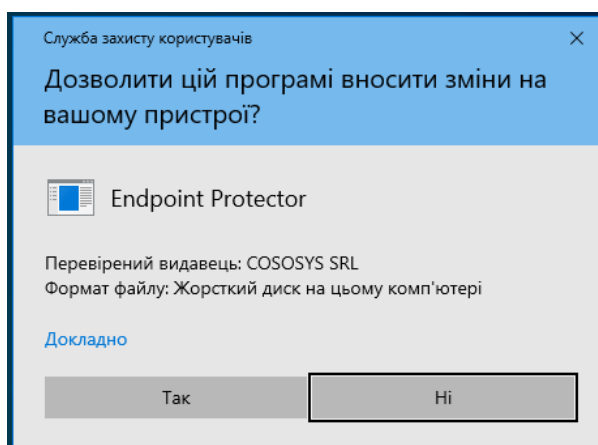 Служба захисту користувачів
Дозволити цій програмі вносити зміни на
вашому пристрої?
Endpoint Protector
Перевірений видавець: COSOSYS SRL
Формат файлу: Жорсткий диск на цьому комп'ютері
Докладно
Так
Ні